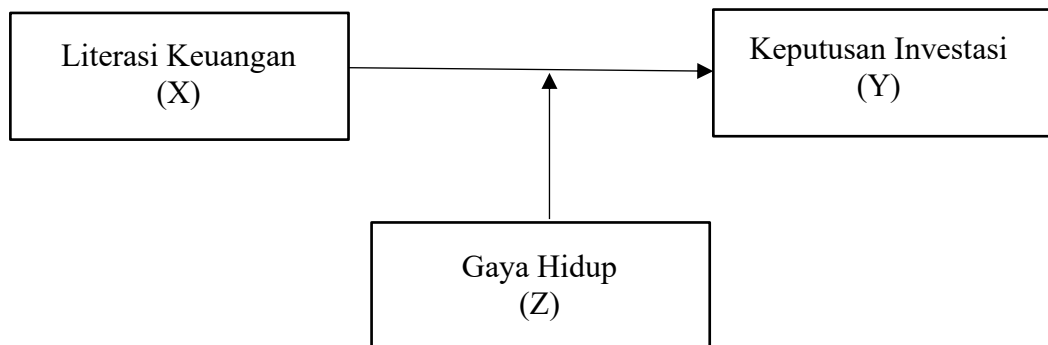 Literasi Keuangan
(X)
Keputusan Investasi
(Y)
Gaya Hidup
(Z)